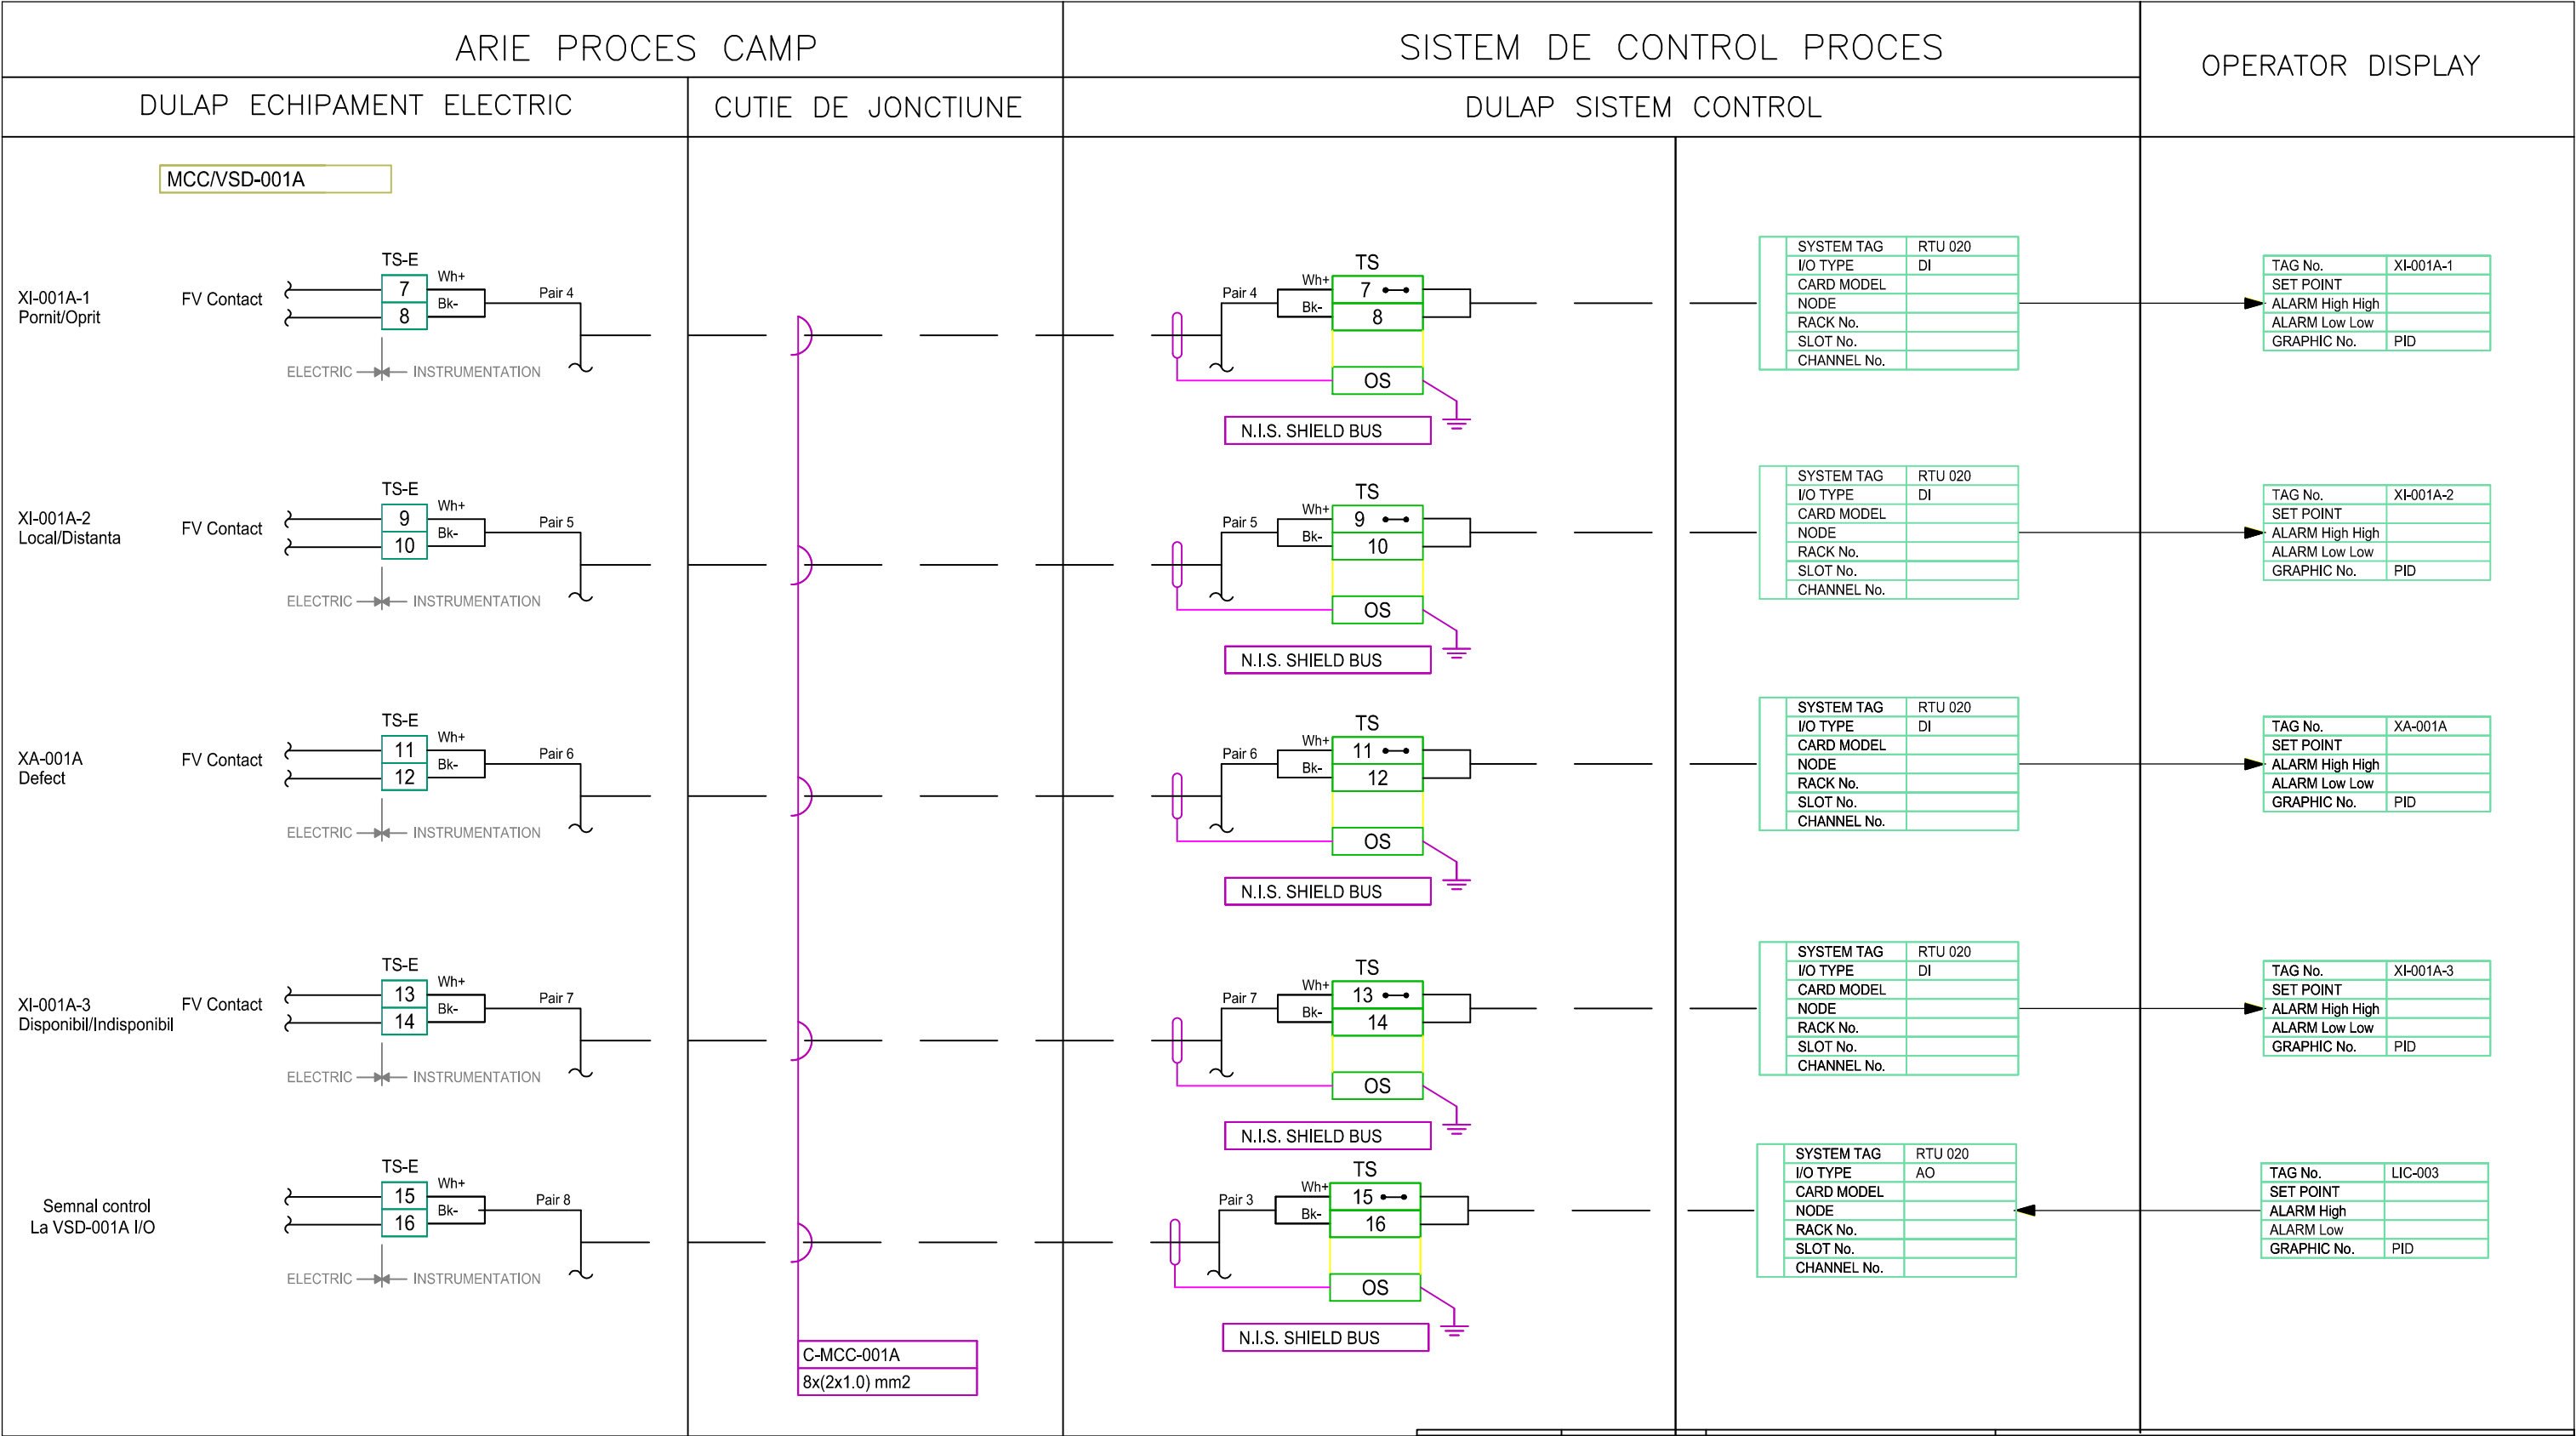 ARIE PROCES CAMP
SISTEM DE CONTROL PROCES
OPERATOR DISPLAY
DULAP ECHIPAMENT ELECTRIC
CUTIE DE JONCTIUNE
DULAP SISTEM CONTROL
MCC/VSD-001A
XI-001A-1
Pornit/Oprit
FV Contact
TS-E
7
8
Wh+
Bk-
Pair 4
ELECTRIC
INSTRUMENTATION
Pair 4
Wh+
Bk-
TS
7
8
OS
N.I.S. SHIELD BUS
SYSTEM TAG RTU 020
I/O TYPE DI
CARD MODEL
NODE
RACK No.
SLOT No.
CHANNEL No.
TAG No. XI-001A-1
SET POINT
ALARM High High
ALARM Low Low
GRAPHIC No. PID
XI-001A-2
Local/Distanta
FV Contact
TS-E
9
10
Wh+
Bk-
Pair 5
ELECTRIC
INSTRUMENTATION
Pair 5
Wh+
Bk-
TS
9
10
OS
N.I.S. SHIELD BUS
SYSTEM TAG RTU 020
I/O TYPE DI
CARD MODEL
NODE
RACK No.
SLOT No.
CHANNEL No.
TAG No. XI-001A-2
SET POINT
ALARM High High
ALARM Low Low
GRAPHIC No. PID
XA-001A
Defect
FV Contact
TS-E
11
12
Wh+
Bk-
Pair 6
ELECTRIC
INSTRUMENTATION
Pair 6
Wh+
Bk-
TS
11
12
OS
N.I.S. SHIELD BUS
SYSTEM TAG RTU 020
I/O TYPE DI
CARD MODEL
NODE
RACK No.
SLOT No.
CHANNEL No.
TAG No. XA-001A
SET POINT
ALARM High High
ALARM Low Low
GRAPHIC No. PID
XI-001A-3
Disponibil/Indisponibil
FV Contact
TS-E
13
14
Wh+
Bk-
Pair 7
ELECTRIC
INSTRUMENTATION
Pair 7
Wh+
Bk-
TS
13
14
OS
N.I.S. SHIELD BUS
SYSTEM TAG RTU 020
I/O TYPE DI
CARD MODEL
NODE
RACK No.
SLOT No.
CHANNEL No.
TAG No. XI-001A-3
SET POINT
ALARM High High
ALARM Low Low
GRAPHIC No. PID
Semnal control
La VSD-001A I/O
TS-E
15
16
Wh+
Bk-
Pair 8
ELECTRIC
INSTRUMENTATION
Pair 3
Wh+
Bk-
TS
15
16
OS
N.I.S. SHIELD BUS
SYSTEM TAG RTU 020
I/O TYPE AO
CARD MODEL
NODE
RACK No.
SLOT No.
CHANNEL No.
TAG No. LIC-003
SET POINT
ALARM High
ALARM Low
GRAPHIC No. PID
C-MCC-001A
8x(2x1.0) mm2